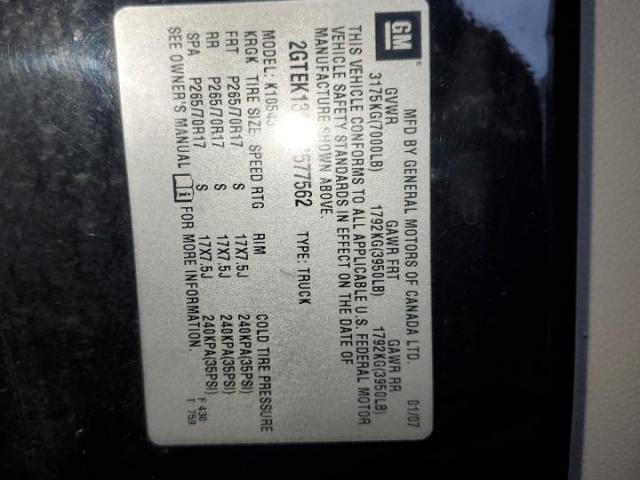 GM
MFD BY GENERAL MOTORS OF CANADA LTD. 01/07
GVWR GAWR FRT GAWR RR
3175KG(7000LB) 1792KG(3950LB) 1792KG(3950LB)
THIS VEHICLE CONFORMS TO ALL APPLICABLE U.S. FEDERAL MOTOR
VEHICLE SAFETY STANDARDS IN EFFECT ON THE DATE OF
MANUFACTURE SHOWN ABOVE.
TYPE: TRUCK
MODEL:
KRGK TIRE SIZE SPEED RTG RIM COLD TIRE PRESSURE
FRT P265/70R17 S 17X7.5J 240KPA(35PSI)
RR P265/70R17 S 17X7.5J 240KPA(35PSI)
SPA P265/70R17 S 17X7.5J 240KPA(35PSI)
SEE OWNER'S MANUAL FOR MORE INFORMATION.
F 430
T 759